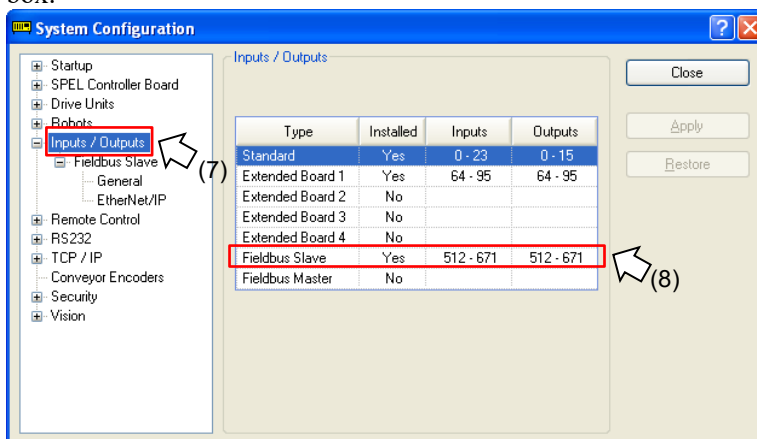 box.
System Configuration
Startup
SPEL Controller Board
Drive Units
Robots
Inputs / Outputs
Fieldbus Slave
General
EtherNet/IP
Remote Control
RS232
TCP / IP
Conveyor Encoders
Security
Vision
(7)
Inputs / Outputs
Type Installed Inputs Outputs
Standard Yes 0 - 23 0 - 15
Extended Board 1 Yes 64 - 95 64 - 95
Extended Board 2 No
Extended Board 3 No
Extended Board 4 No
Fieldbus Slave Yes 512 - 671 512 - 671
Fieldbus Master No
(8)
Close
Apply
Restore